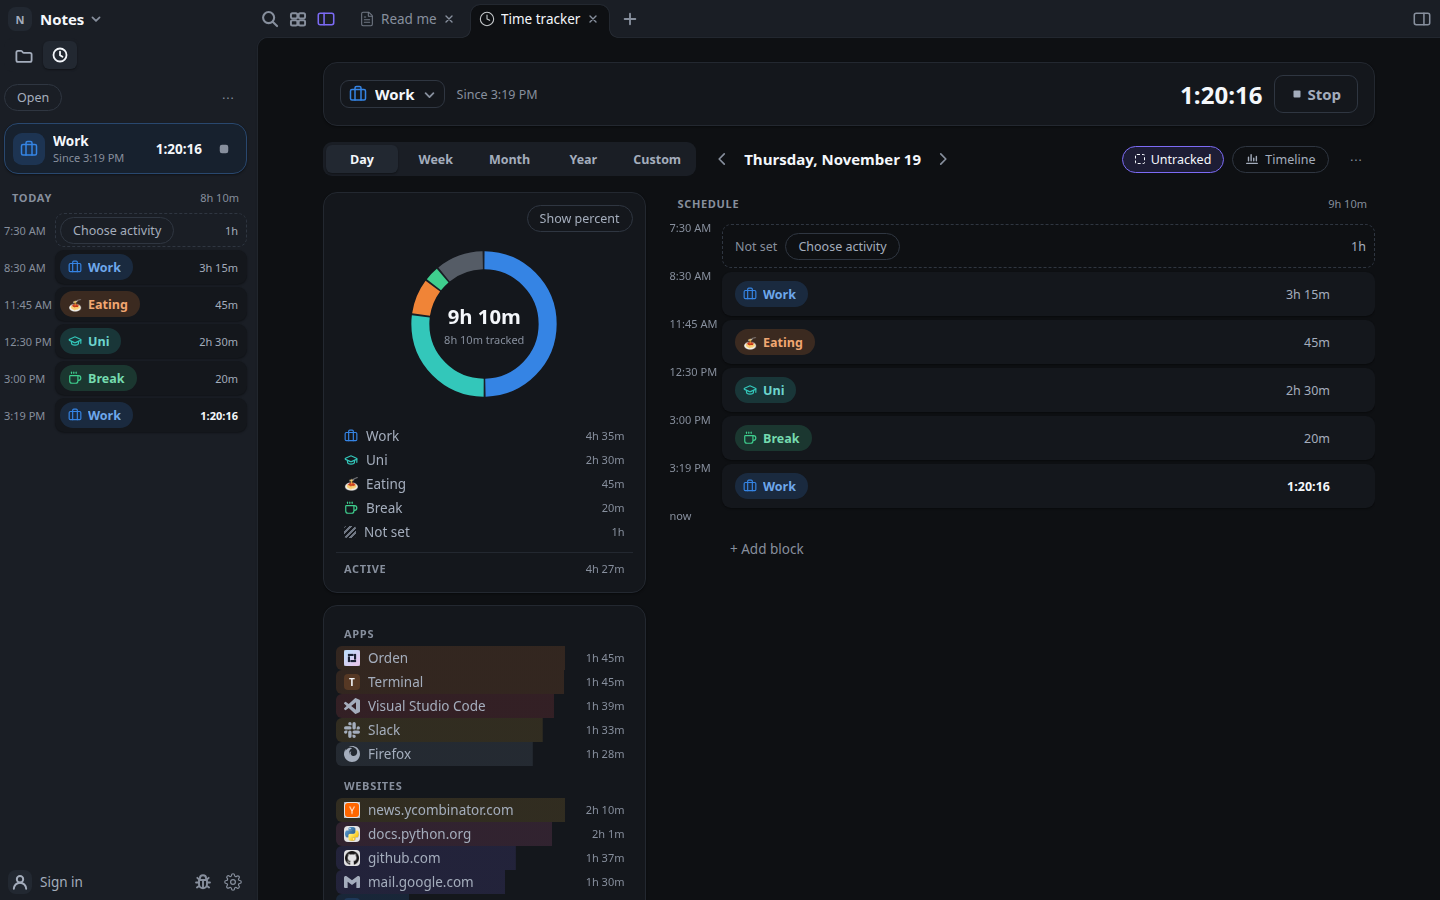 N Notes
Read me
Time tracker
Open
Work
Since 3:19 PM
1:20:16
TODAY 8h 10m
7:30 AM Choose activity 1h
8:30 AM Work 3h 15m
11:45 AM Eating 45m
12:30 PM Uni 2h 30m
3:00 PM Break 20m
3:19 PM Work 1:20:16
Sign in
Work Since 3:19 PM 1:20:16 Stop
Day Week Month Year Custom Thursday, November 19 Untracked Timeline
Show percent
9h 10m
8h 10m tracked
Work 4h 35m
Uni 2h 30m
Eating 45m
Break 20m
Not set 1h
ACTIVE 4h 27m
APPS
Orden 1h 45m
T Terminal 1h 45m
Visual Studio Code 1h 39m
Slack 1h 33m
Firefox 1h 28m
WEBSITES
Y news.ycombinator.com 2h 10m
docs.python.org 2h 1m
github.com 1h 37m
mail.google.com 1h 30m
SCHEDULE 9h 10m
7:30 AM
Not set Choose activity 1h
8:30 AM
Work 3h 15m
11:45 AM
Eating 45m
12:30 PM
Uni 2h 30m
3:00 PM
Break 20m
3:19 PM
Work 1:20:16
now
+ Add block